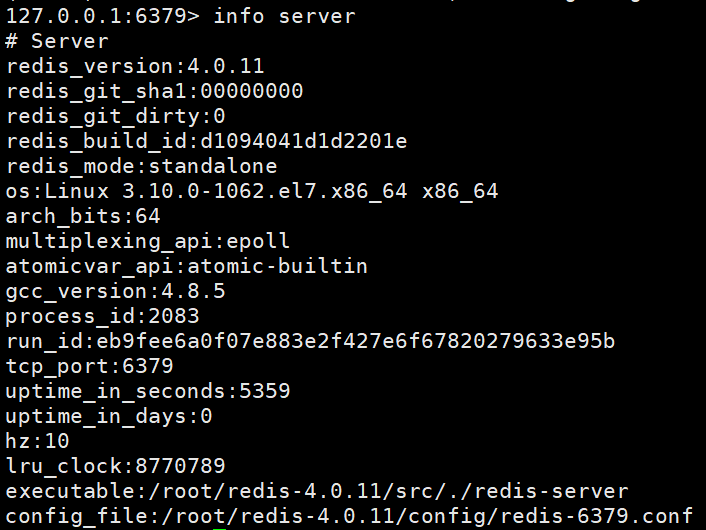 127.0.0.1:6379> info server
# Server
redis_version:4.0.11
redis_git_sha1:00000000
redis_git_dirty:0
redis_build_id:d1094041d1d2201e
redis_mode:standalone
os:Linux 3.10.0-1062.el7.x86_64 x86_64
arch_bits:64
multiplexing_api:epoll
atomicvar_api:atomic-builtin
gcc_version:4.8.5
process_id:2083
run_id:eb9fee6a0f07e883e2f427e6f67820279633e95b
tcp_port:6379
uptime_in_seconds:5359
uptime_in_days:0
hz:10
lru_clock:8770789
executable:/root/redis-4.0.11/src/./redis-server
config_file:/root/redis-4.0.11/config/redis-6379.conf